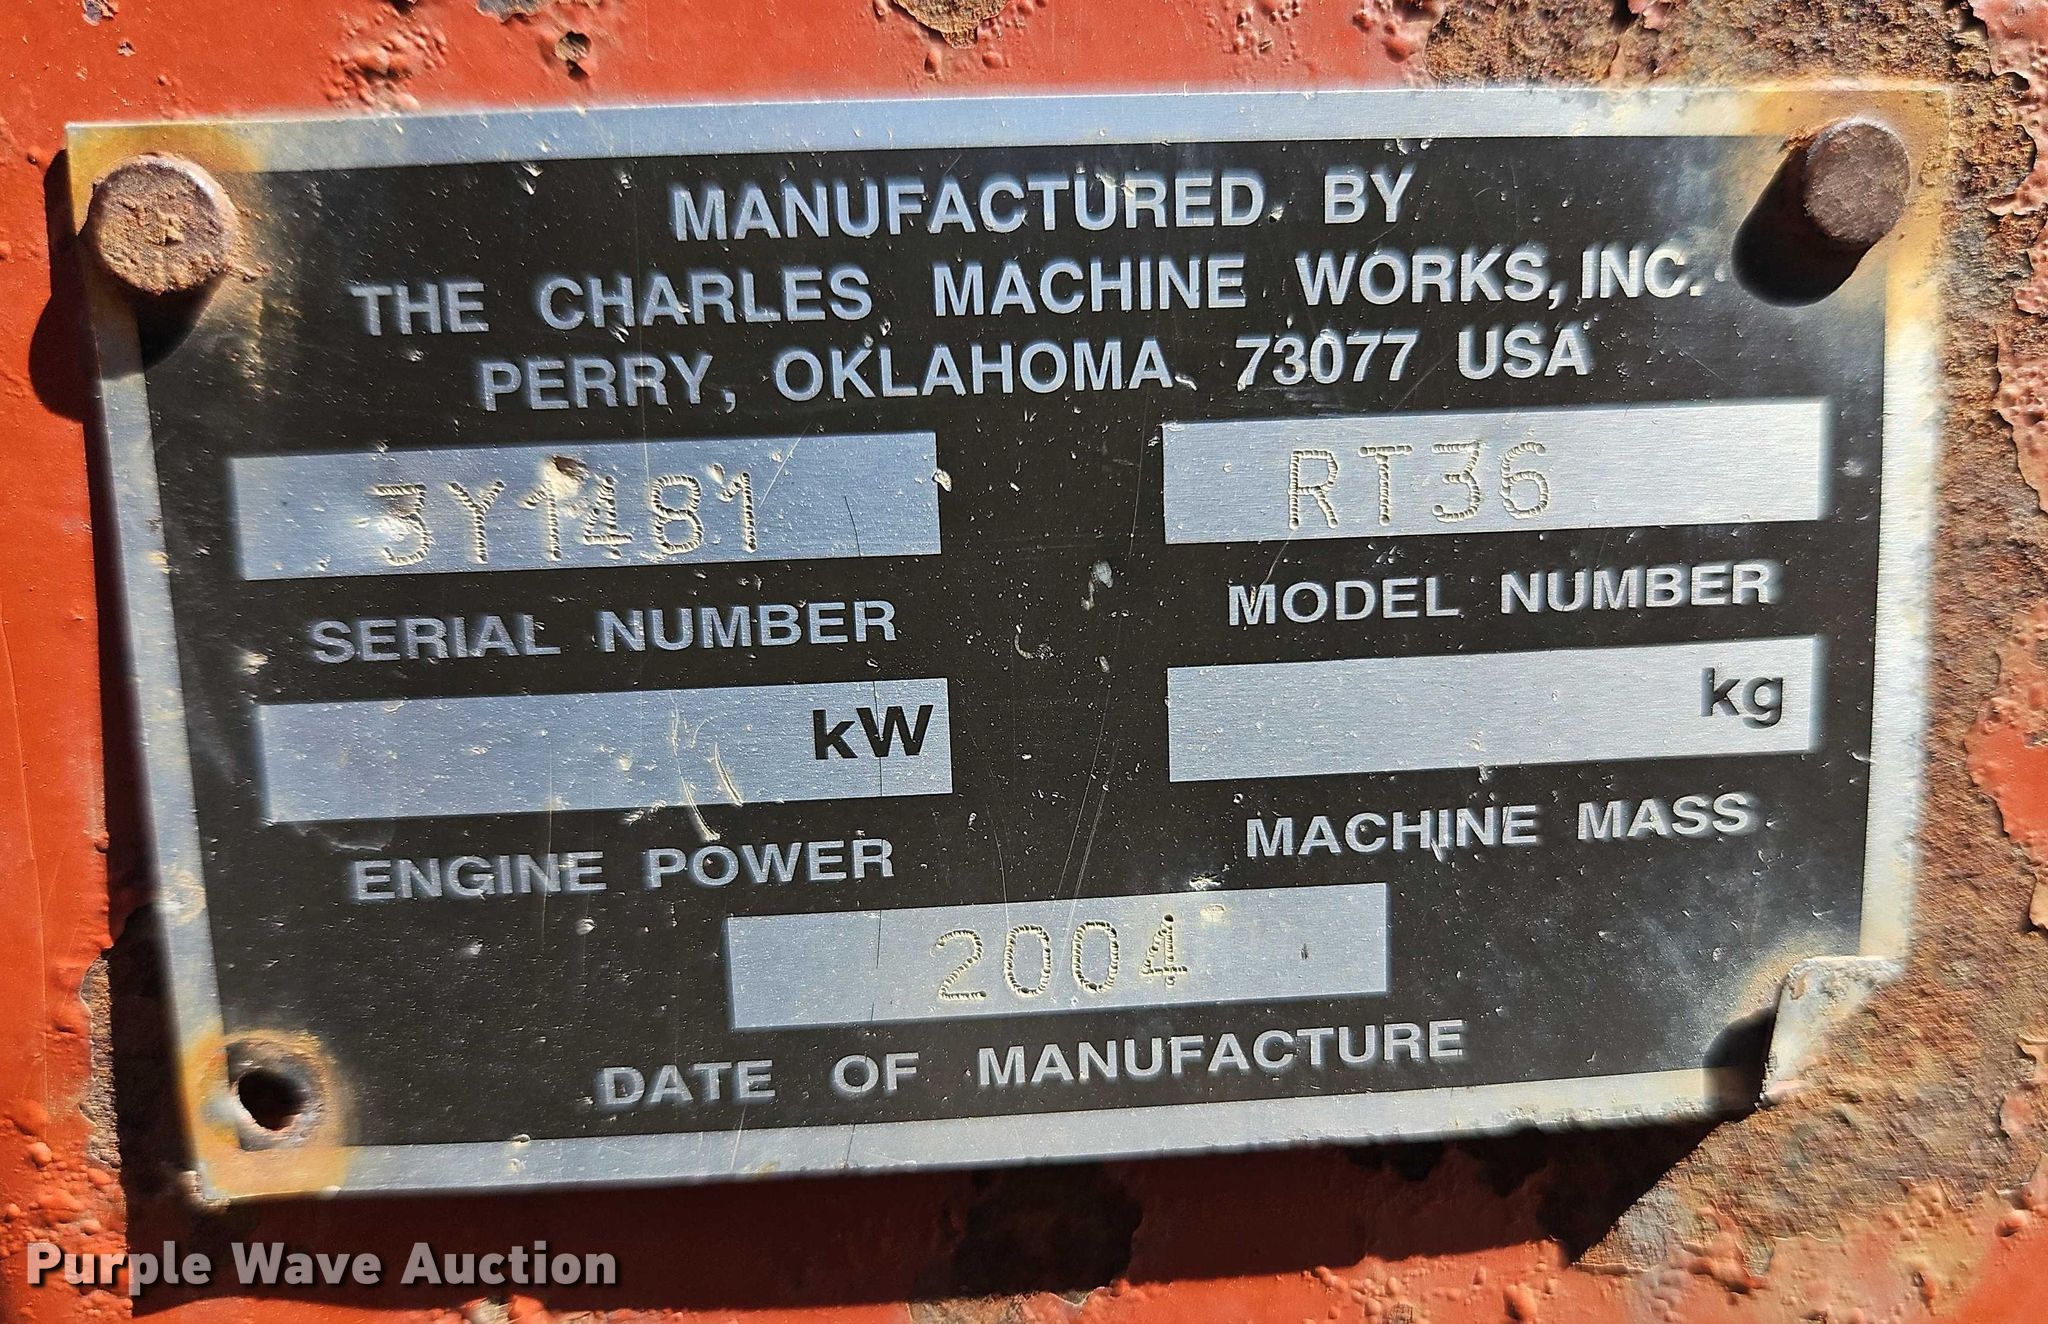 MANUFACTURED BY
THE CHARLES MACHINE WORKS, INC.
PERRY, OKLAHOMA 73077 USA
3Y1481
RT36
SERIAL NUMBER
MODEL NUMBER
kW
kg
ENGINE POWER
MACHINE MASS
2004
DATE OF MANUFACTURE
Purple Wave Auction